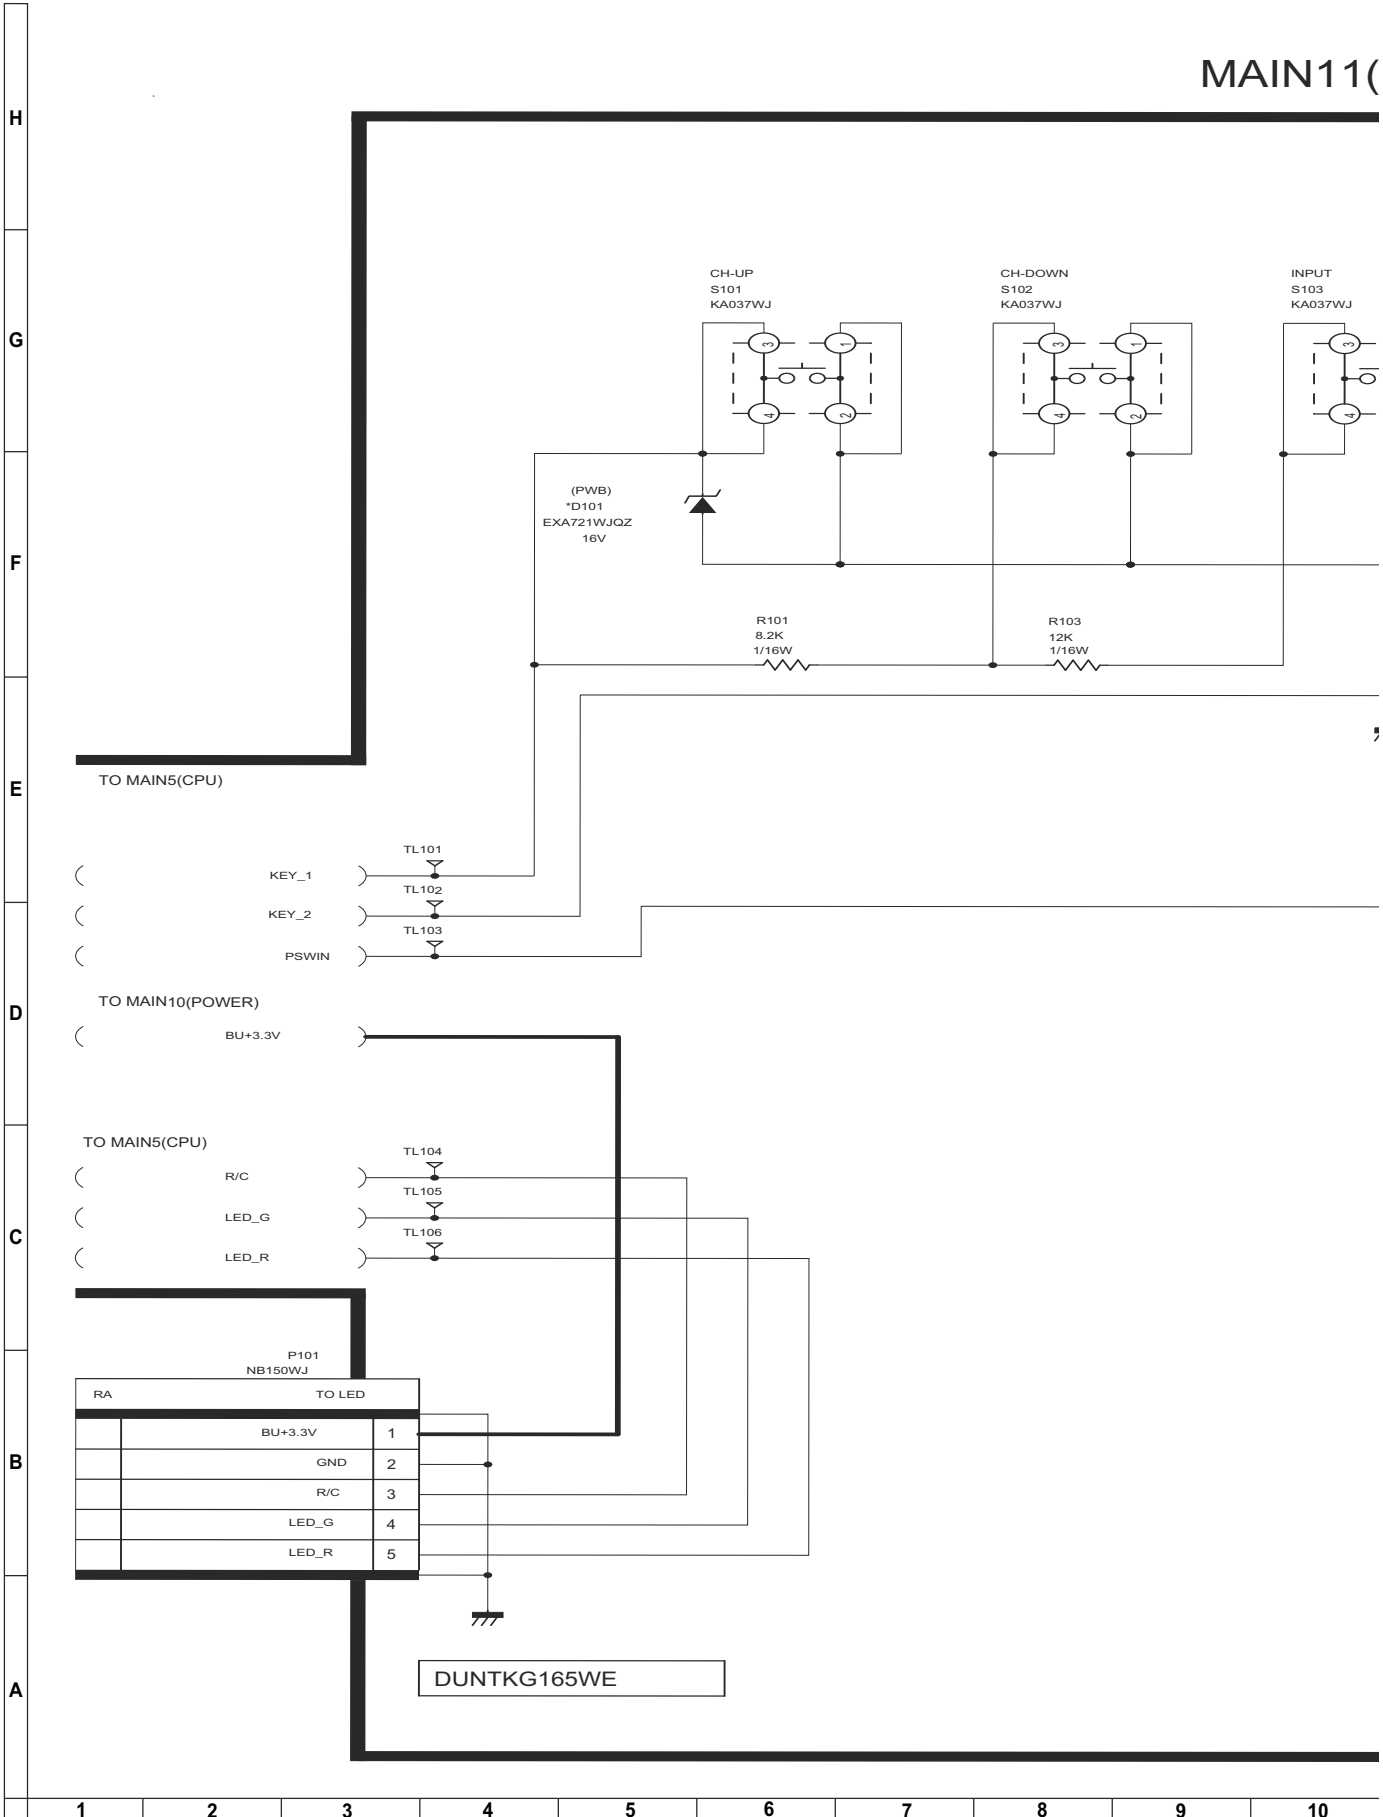 MAIN11(
H
G
F
E
D
C
B
A
CH-UP
S101
KA037WJ
CH-DOWN
S102
KA037WJ
INPUT
S103
KA037WJ
3
1
4
2
3
1
4
2
3
4
(PWB)
*D101
EXA721WJQZ
16V
R101
8.2K
1/16W
R103
12K
1/16W
TO MAIN5(CPU)
TL101
KEY_1
TL102
KEY_2
TL103
PSWIN
TO MAIN10(POWER)
BU+3.3V
TO MAIN5(CPU)
TL104
R/C
TL105
LED_G
TL106
LED_R
P101
NB150WJ
RA TO LED
BU+3.3V 1
GND 2
R/C 3
LED_G 4
LED_R 5
DUNTKG165WE
1 2 3 4 5 6 7 8 9 10